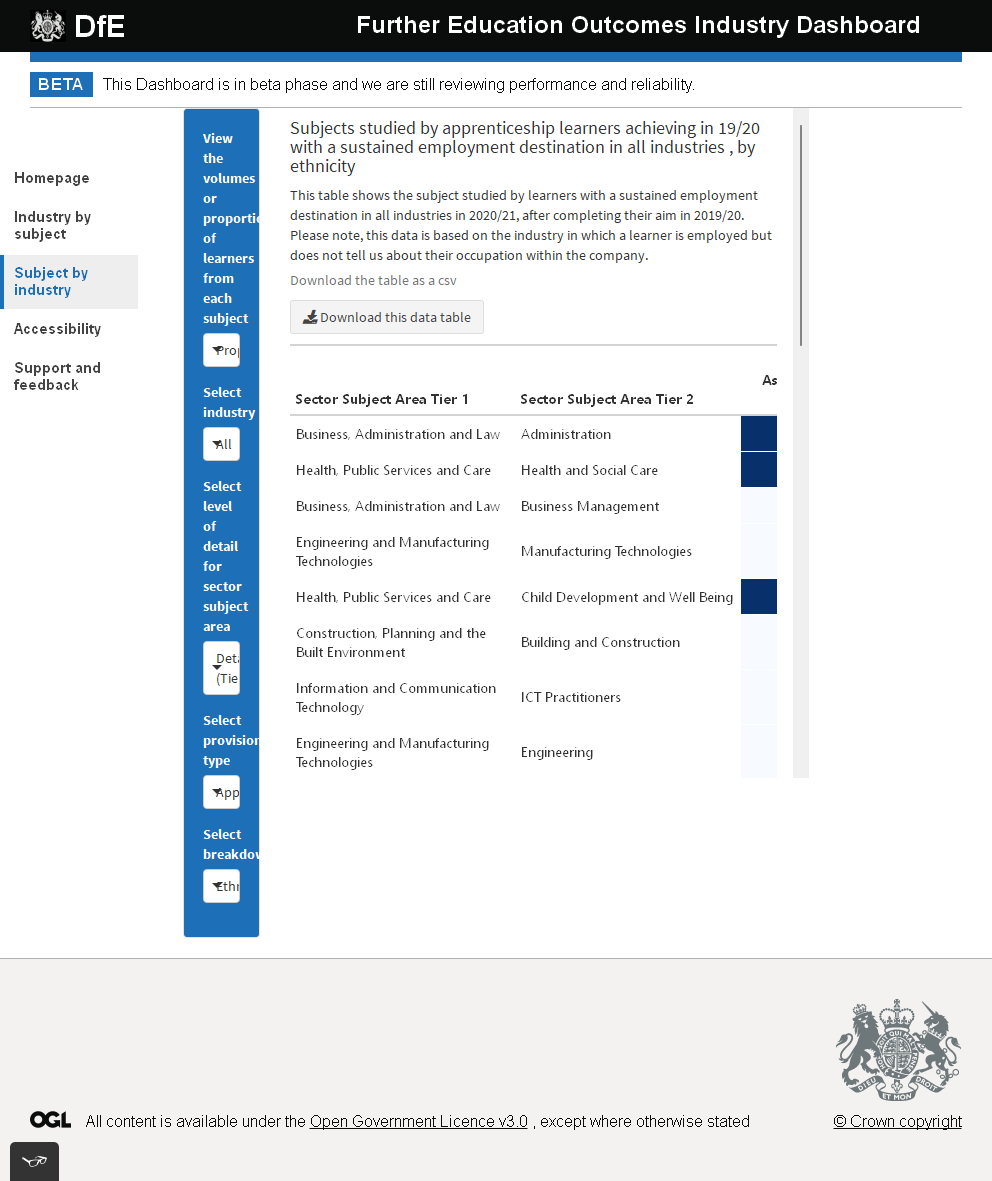 DfE
Further Education Outcomes Industry Dashboard
BETA This Dashboard is in beta phase and we are still reviewing performance and reliability.
Homepage
Industry by
subject
Subject by
industry
Accessibility
Support and
feedback
View
the
volumes
or
proportio
of
learners
from
each
subject
Prop
Select
industry
All
Select
level
of
detail
for
sector
subject
area
Deta
(Tie
Select
provision
type
App
Select
breakdow
Ethn
Subjects studied by apprenticeship learners achieving in 19/20
with a sustained employment destination in all industries , by
ethnicity
This table shows the subject studied by learners with a sustained employment
destination in all industries in 2020/21, after completing their aim in 2019/20.
Please note, this data is based on the industry in which a learner is employed but
does not tell us about their occupation within the company.
Download the table as a csv
Download this data table
As
Sector Subject Area Tier 1 Sector Subject Area Tier 2
Business, Administration and Law Administration
Health, Public Services and Care Health and Social Care
Business, Administration and Law Business Management
Engineering and Manufacturing
Technologies Manufacturing Technologies
Health, Public Services and Care Child Development and Well Being
Construction, Planning and the
Built Environment Building and Construction
Information and Communication
Technology ICT Practitioners
Engineering and Manufacturing
Technologies Engineering
DIEU ET MON DROIT
OGL All content is available under the Open Government Licence v3.0 , except where otherwise stated
© Crown copyright